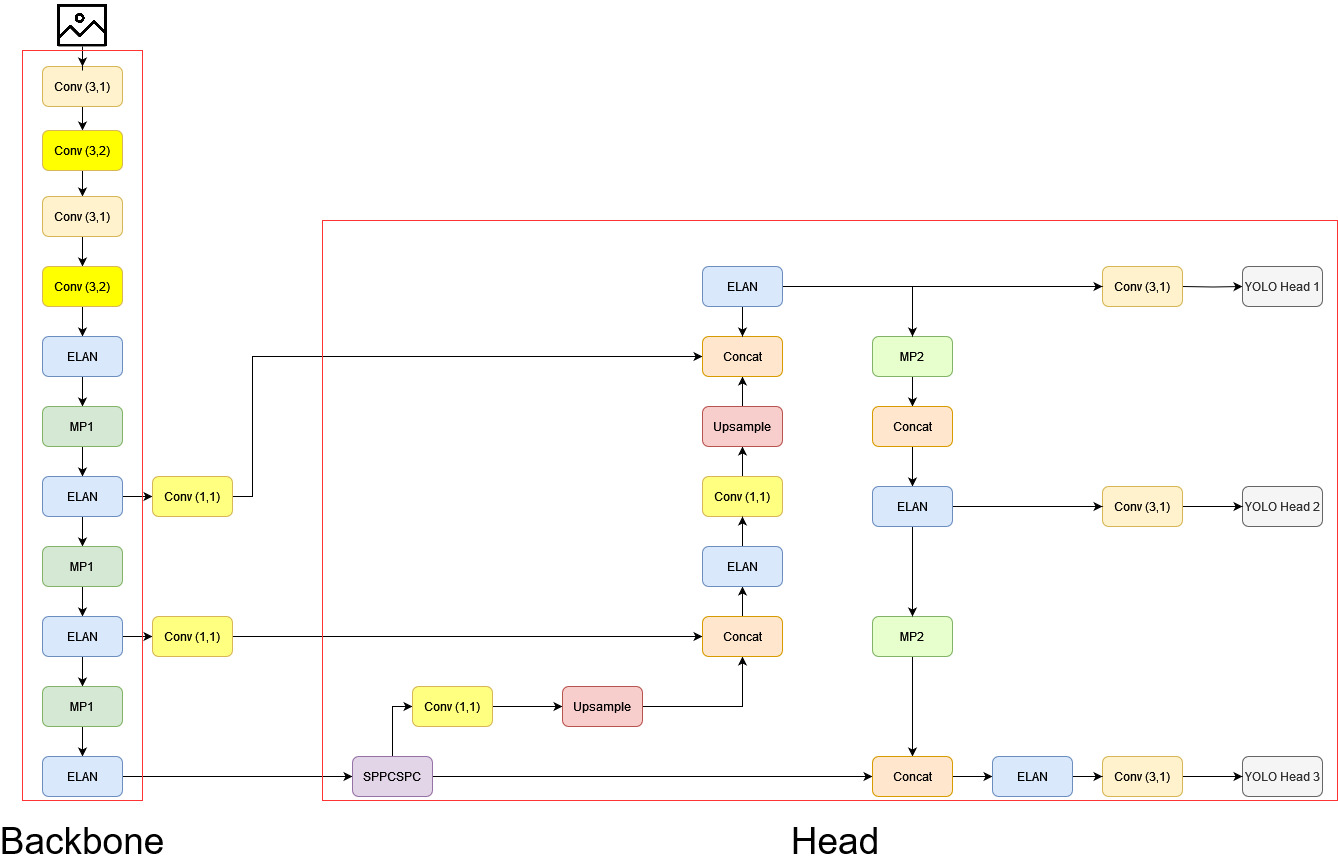 Conv (3,1)
Conv (3,2)
Conv (3,1)
Conv (3,2)
ELAN
MP1
ELAN
Conv (1,1)
MP1
ELAN
Conv (1,1)
MP1
ELAN
Backbone
ELAN
Conv (3,1)
YOLO Head 1
Concat
MP2
Upsample
Concat
Conv (1,1)
ELAN
Conv (3,1)
YOLO Head 2
ELAN
Concat
MP2
Conv (1,1)
Upsample
SPPCSPC
Concat
ELAN
Conv (3,1)
YOLO Head 3
Head